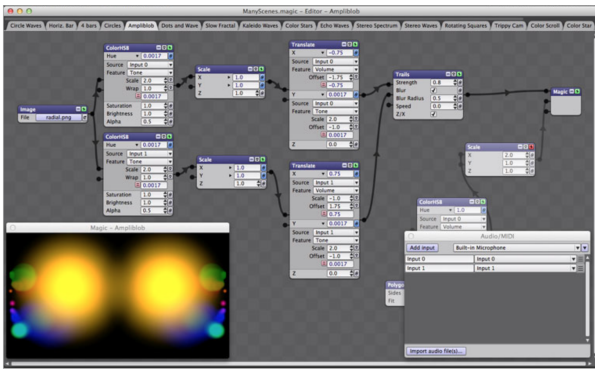 ManyScenes.magic - Editor - Ampliblob
Circle Waves
Horiz. Bar
4 bars
Circles
Ampliblob
Dots and Wave
Slow Fractal
Kaleido Waves
Color Stars
Echo Waves
Stereo Spectrum
Stereo Waves
Rotating Squares
Trippy Cam
Color Scroll
Color Star
Image
File radial.png
ColorHSB
Hue 0.0017
Source Input 0
Feature Tone
Scale 2.0
Wrap 1.0
0.0017
Saturation 1.0
Brightness 1.0
Alpha 0.5
ColorHSB
Hue 0.0017
Source Input 1
Feature Tone
Scale 2.0
Wrap 1.0
0.0017
Saturation 1.0
Brightness 1.0
Alpha 0.5
Scale
X 1.0
Y 1.0
Z 1.0
Scale
X 1.0
Y 1.0
Z 1.0
Translate
X -0.75
Source Input 0
Feature Volume
Offset -1.75
-0.75
Y 0.0017
Source Input 0
Feature Tone
Scale 2.0
Offset -1.0
0.0017
Z 0.0
Translate
X 0.75
Source Input 1
Feature Volume
Scale -1.0
Offset 1.75
0.75
Y 0.0017
Source Input 1
Feature Tone
Scale 2.0
Offset -1.0
0.0017
Z 0.0
Trails
Strength 0.8
Blur
Blur Radius 0.5
Speed 0.0
Z/X
Magic
Scale
X 2.0
Y 1.0
Z 1.0
ColorHSB
Hue 1.0
Source Input 0
Feature Volume
Polygo
Sides
Fit
Magic - Ampliblob
Audio/MIDI
Add input Built-in Microphone
Input 0 Input 0
Input 1 Input 1
Import audio file(s)...